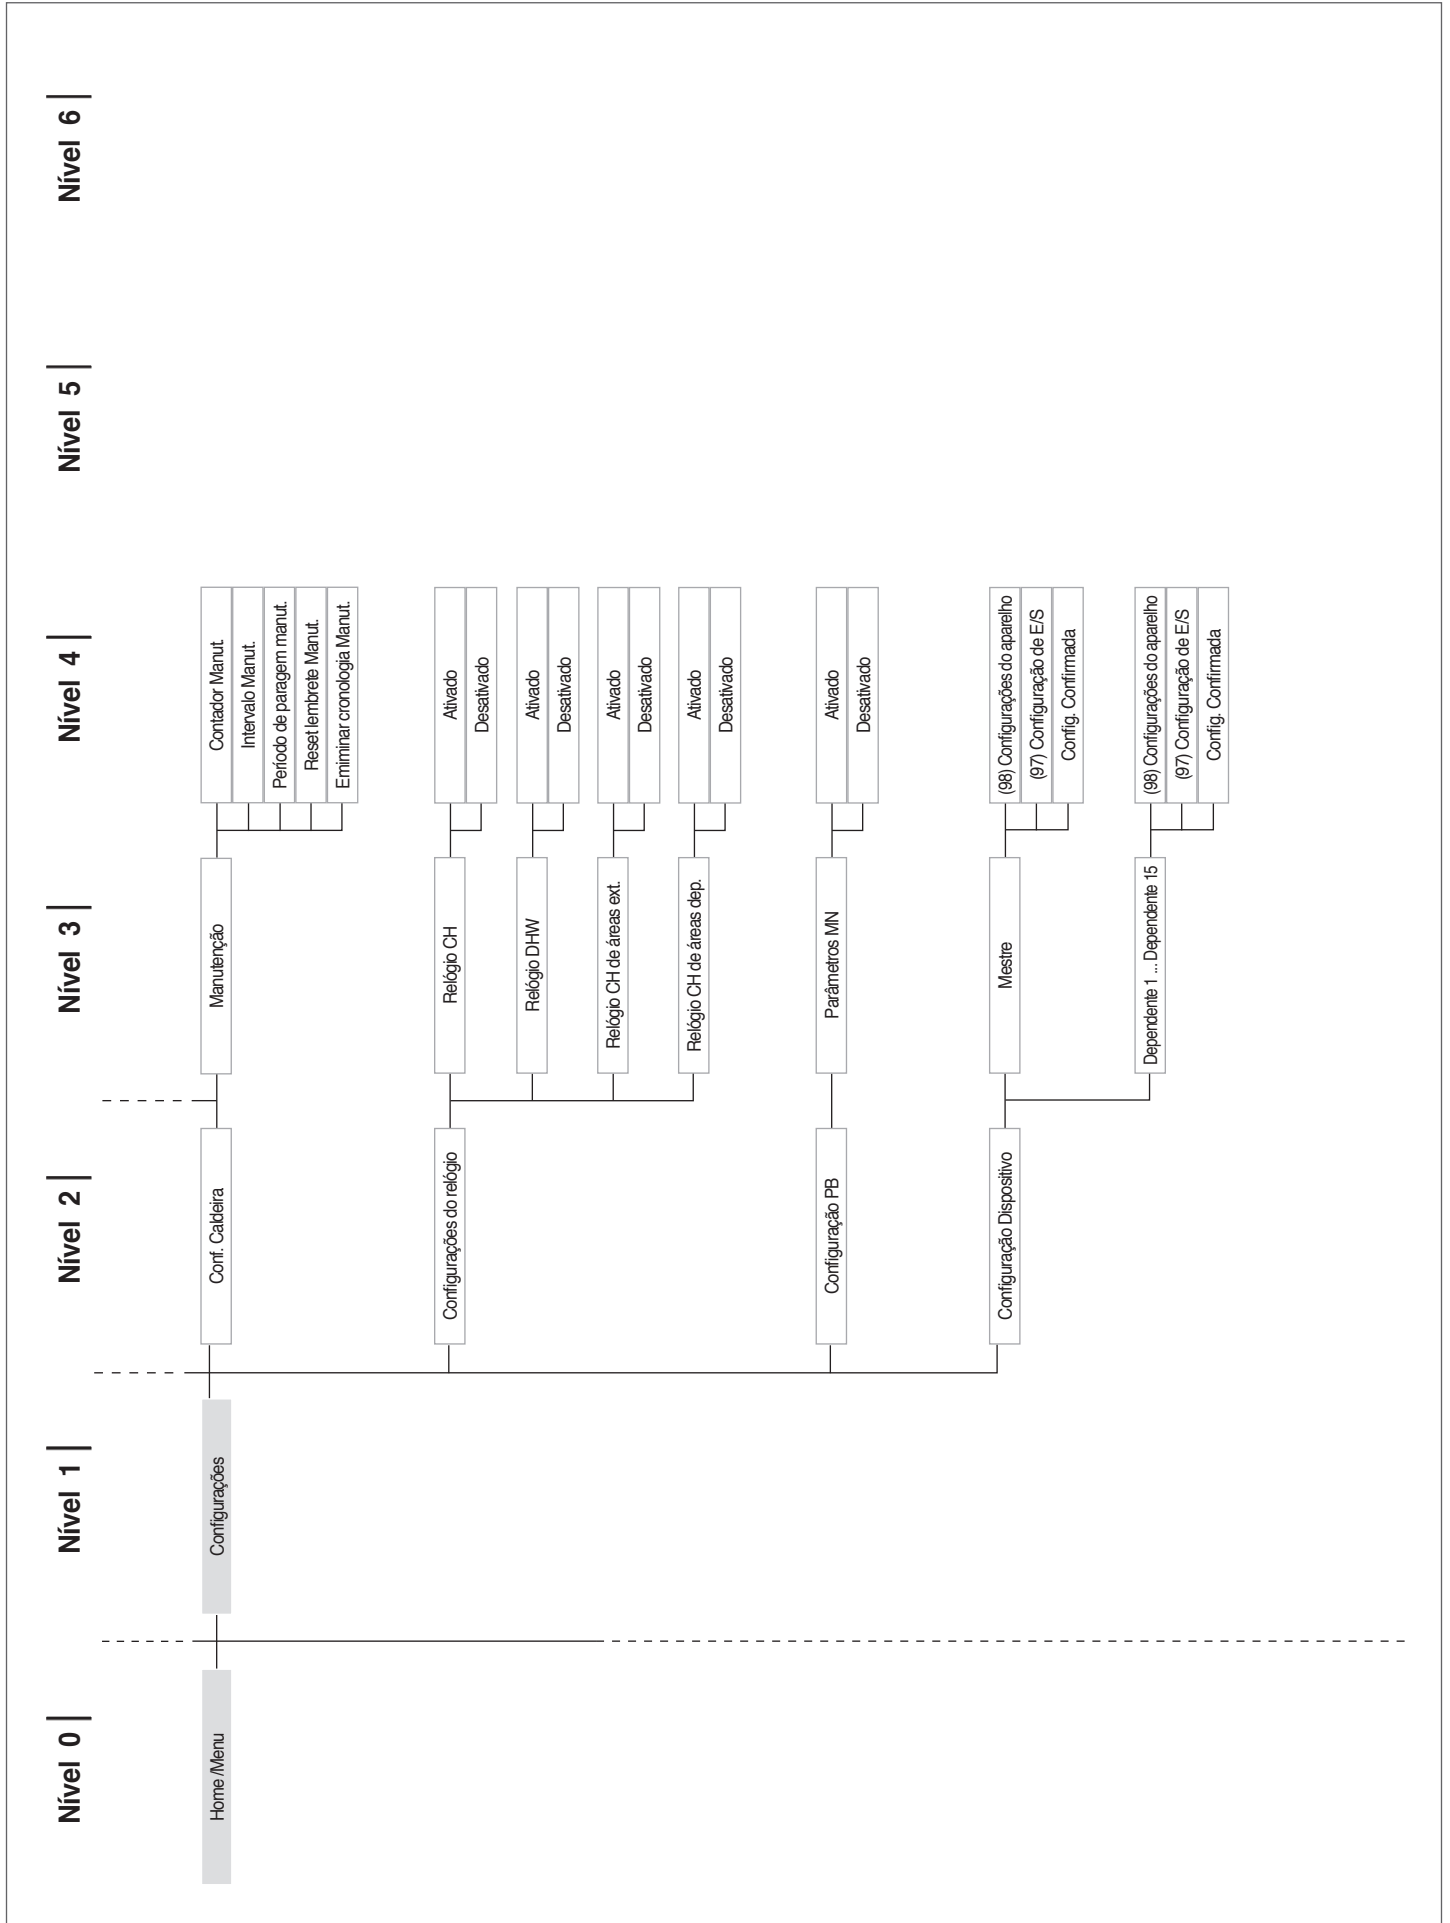 Nível 0
Nível 1
Nível 2
Nível 3
Nível 4
Nível 5
Nível 6
Home /Menu
Configurações
Conf. Caldeira
Manutenção
Contador Manut.
Intervalo Manut.
Período de paragem manut.
Reset lembrete Manut.
Emiminar cronologia Manut.
Configurações do relógio
Relógio CH
Ativado
Desativado
Relógio DHW
Ativado
Desativado
Relógio CH de áreas ext.
Ativado
Desativado
Relógio CH de áreas dep.
Ativado
Desativado
Configuração PB
Parâmetros MN
Ativado
Desativado
Configuração Dispositivo
Mestre
(98) Configurações do aparelho
(97) Configuração de E/S
Config. Confirmada
Dependente 1 ... Dependente 15
(98) Configurações do aparelho
(97) Configuração de E/S
Config. Confirmada